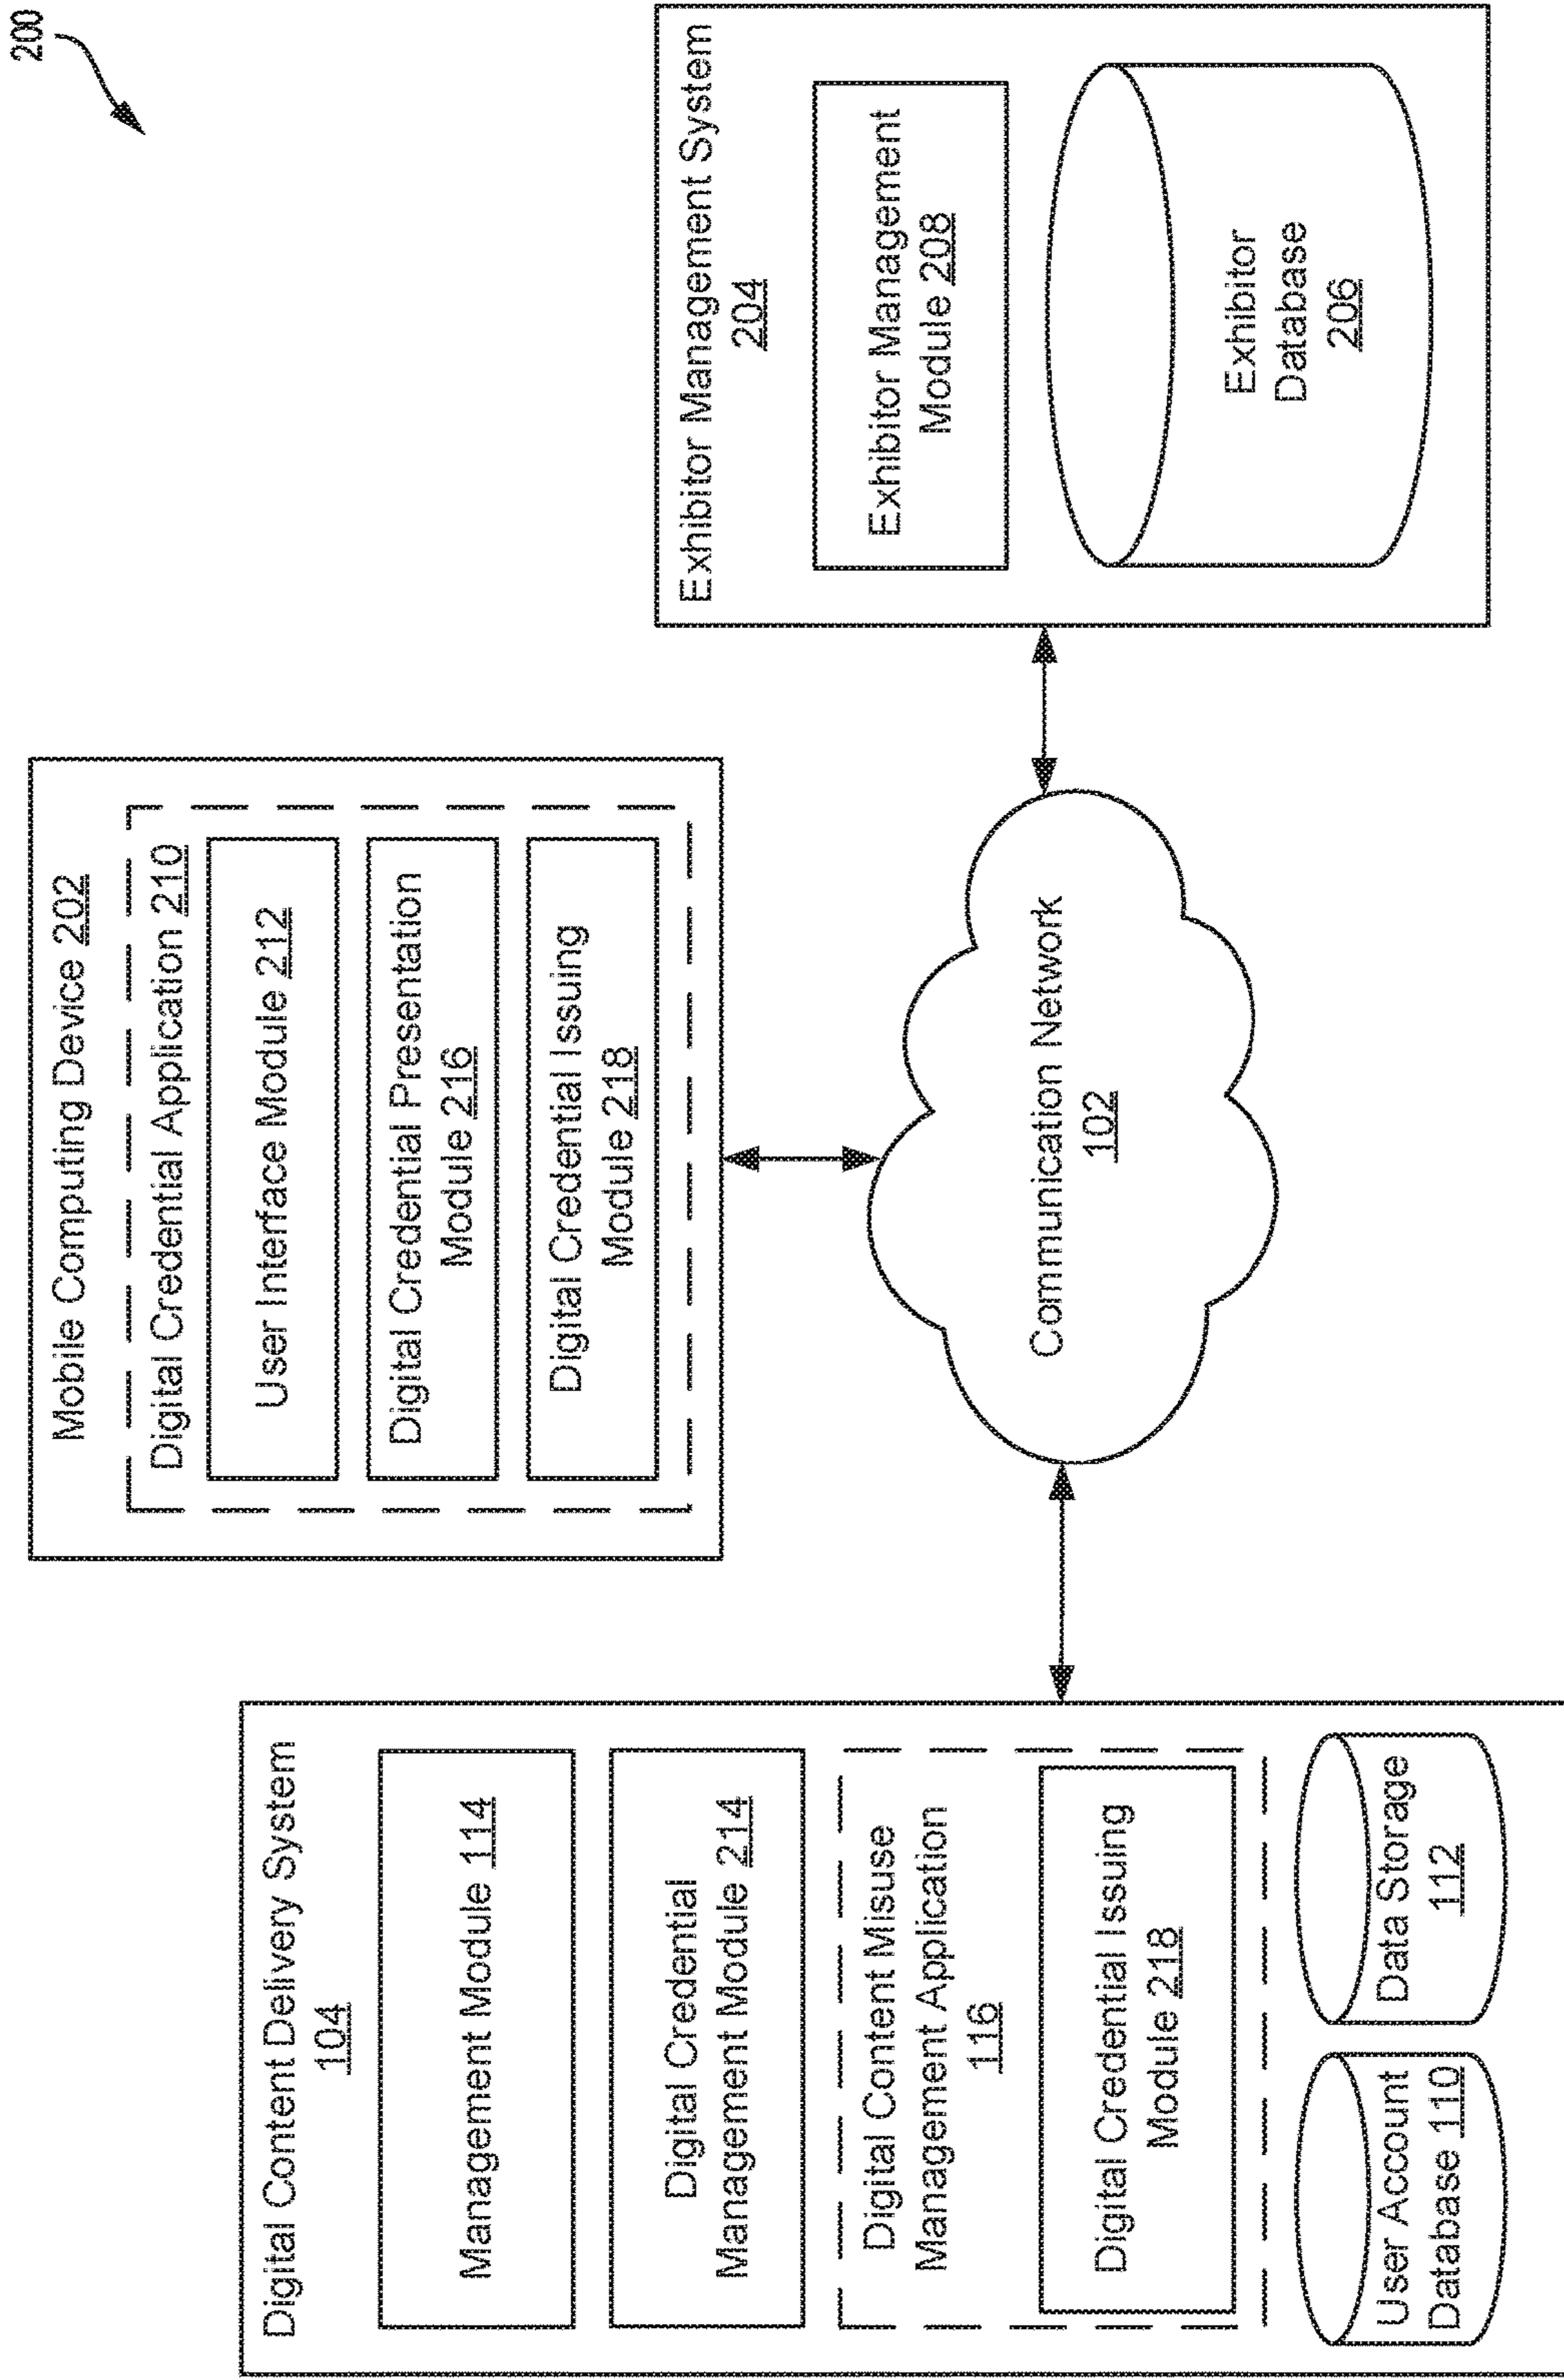 200
Digital Content Delivery System
104
Management Module 114
Digital Credential
Management Module 214
Digital Content Misuse
Management Application
116
Digital Credential Issuing
Module 218
User Account
Database 110
Data Storage
112
Mobile Computing Device 202
Digital Credential Application 210
User Interface Module 212
Digital Credential Presentation
Module 216
Digital Credential Issuing
Module 218
Communication Network
102
Exhibitor Management System
204
Exhibitor Management
Module 208
Exhibitor
Database
206